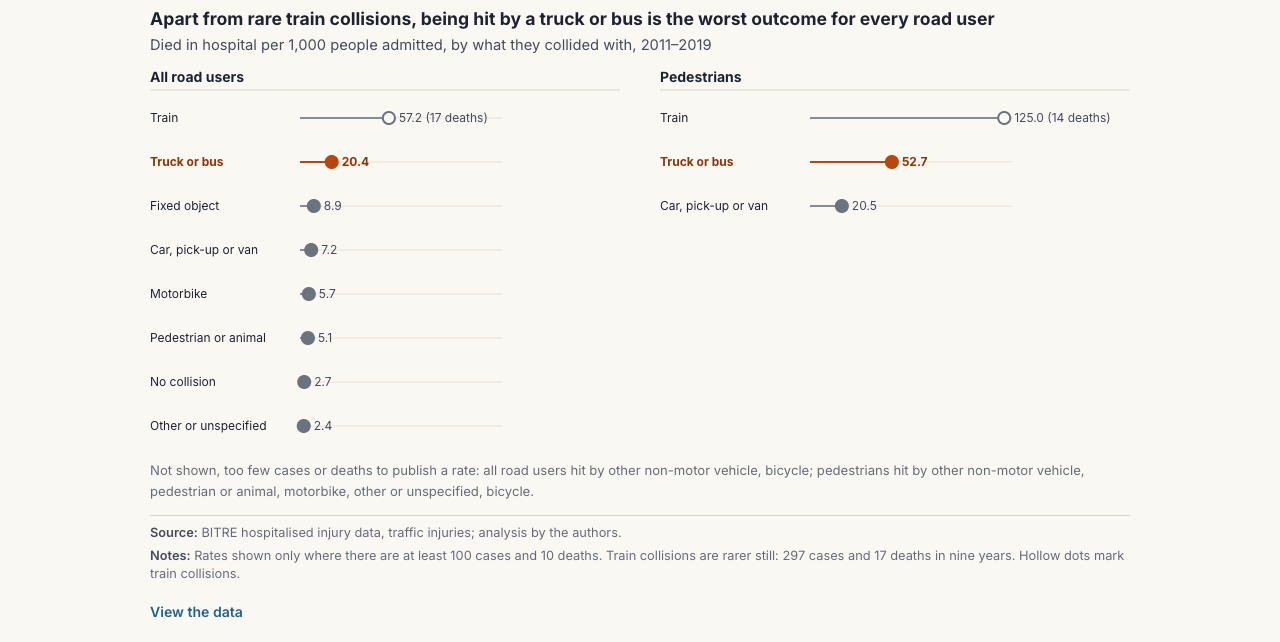 Apart from rare train collisions, being hit by a truck or bus is the worst outcome for every road user
Died in hospital per 1,000 people admitted, by what they collided with, 2011–2019
All road users
Train
57.2 (17 deaths)
Truck or bus
20.4
Fixed object
8.9
Car, pick-up or van
7.2
Motorbike
5.7
Pedestrian or animal
5.1
No collision
2.7
Other or unspecified
2.4
Pedestrians
Train
125.0 (14 deaths)
Truck or bus
52.7
Car, pick-up or van
20.5
Not shown, too few cases or deaths to publish a rate: all road users hit by other non-motor vehicle, bicycle; pedestrians hit by other non-motor vehicle,
pedestrian or animal, motorbike, other or unspecified, bicycle.
Source: BITRE hospitalised injury data, traffic injuries; analysis by the authors.
Notes: Rates shown only where there are at least 100 cases and 10 deaths. Train collisions are rarer still: 297 cases and 17 deaths in nine years. Hollow dots mark
train collisions.
View the data